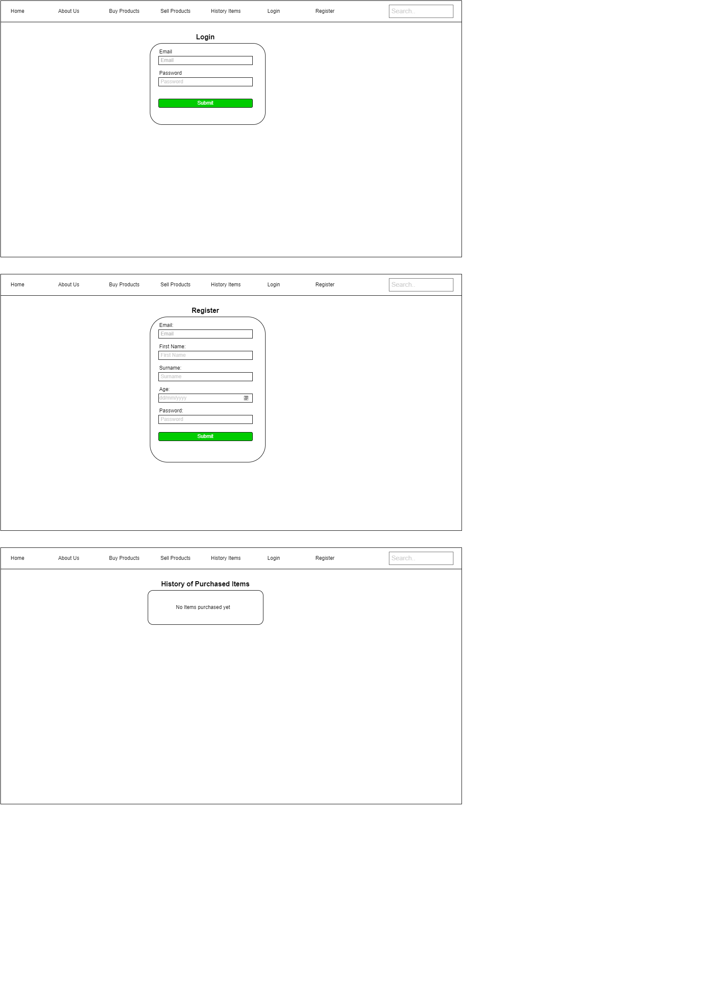 Home About Us Buy Products Sell Products History Items Login Register Search..
Login
Email
Email
Password
Password
Submit
Home About Us Buy Products Sell Products History Items Login Register Search..
Register
Email:
Email
First Name:
First Name
Surname:
Surname
Age:
dd/mm/yyyy
Password:
Password
Submit
Home About Us Buy Products Sell Products History Items Login Register Search..
History of Purchased Items
No Items purchased yet